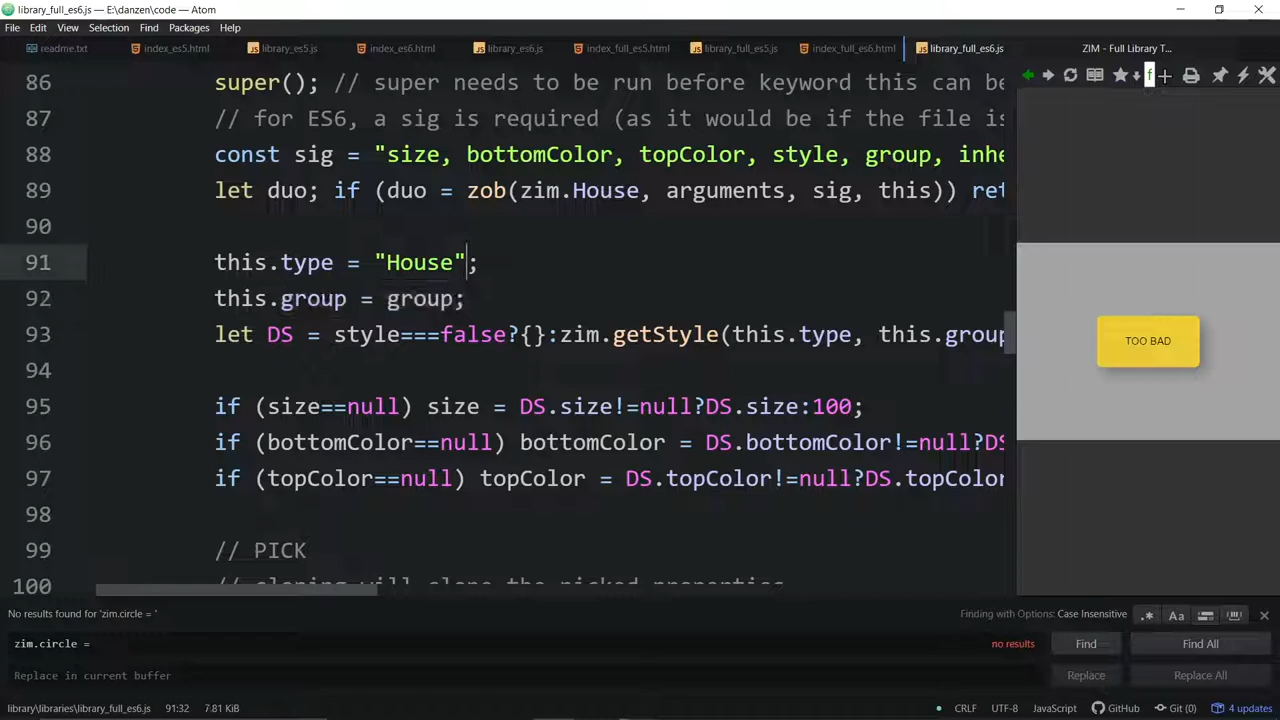 library_full_es6.js — E:\danzen\code — Atom
File Edit View Selection Find Packages Help
readme.txt index_es5.html library_es5.js index_es6.html library_es6.js index_full_es5.html library_full_es5.js index_full_es6.html library_full_es6.js ZIM - Full Library T...
86 super(); // super needs to be run before keyword this can be
87 // for ES6, a sig is required (as it would be if the file is
88 const sig = "size, bottomColor, topColor, style, group, inhe
89 let duo; if (duo = zob(zim.House, arguments, sig, this)) ret
90
91 this.type = "House";
92 this.group = group;
93 let DS = style===false?{}:zim.getStyle(this.type, this.group
94
95 if (size==null) size = DS.size!=null?DS.size:100;
96 if (bottomColor==null) bottomColor = DS.bottomColor!=null?DS
97 if (topColor==null) topColor = DS.topColor!=null?DS.topColor
98
99 // PICK
100 // cloning will clone the picked properties
TOO BAD
No results found for 'zim.circle = '
Finding with Options: Case Insensitive
.* Aa
zim.circle =
no results
Find
Find All
Replace in current buffer
Replace
Replace All
library\libraries\library_full_es6.js 91:32 7.81 KiB
CRLF UTF-8 JavaScript GitHub Git (0) 4 updates